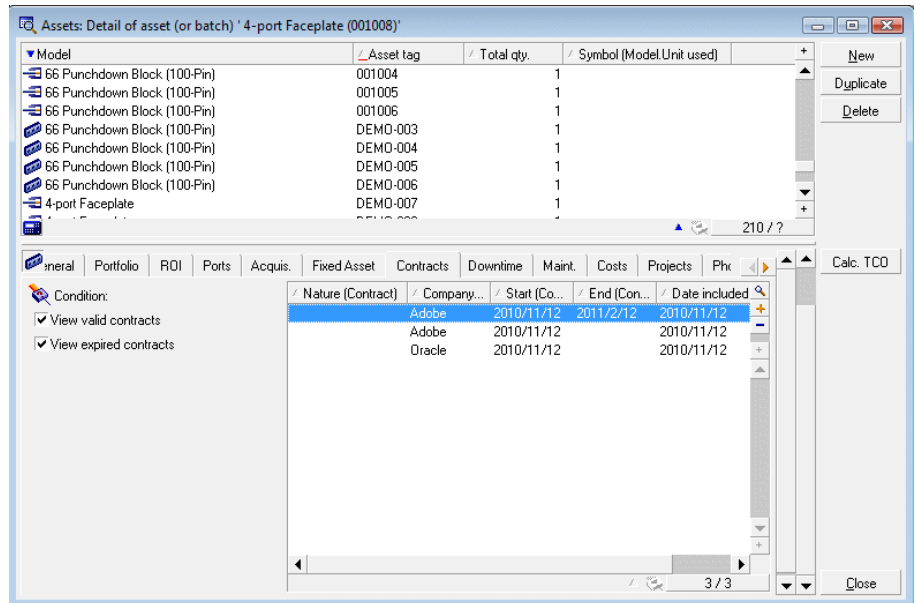 Assets: Detail of asset (or batch) ' 4-port Faceplate (001008)'
Model Asset tag Total qty. Symbol (Model.Unit used)
66 Punchdown Block (100-Pin) 001004 1
66 Punchdown Block (100-Pin) 001005 1
66 Punchdown Block (100-Pin) 001006 1
66 Punchdown Block (100-Pin) DEMO-003 1
66 Punchdown Block (100-Pin) DEMO-004 1
66 Punchdown Block (100-Pin) DEMO-005 1
66 Punchdown Block (100-Pin) DEMO-006 1
4-port Faceplate DEMO-007 1
210 / ?
New
Duplicate
Delete
Calc. TCO
neral Portfolio ROI Ports Acquis. Fixed Asset Contracts Downtime Maint. Costs Projects Ph
Condition:
View valid contracts
View expired contracts
Nature (Contract) Company... Start (Co... End (Con... Date included
Adobe 2010/11/12 2011/2/12 2010/11/12
Adobe 2010/11/12 2010/11/12
Oracle 2010/11/12 2010/11/12
3 / 3
Close